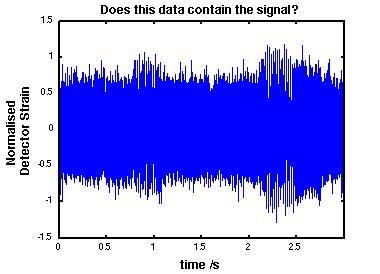 Does this data contain the signal?
1.5
1
0.5
0
-0.5
-1
-1.5
Normalised
Detector Strain
0 0.5 1 1.5 2 2.5
time /s